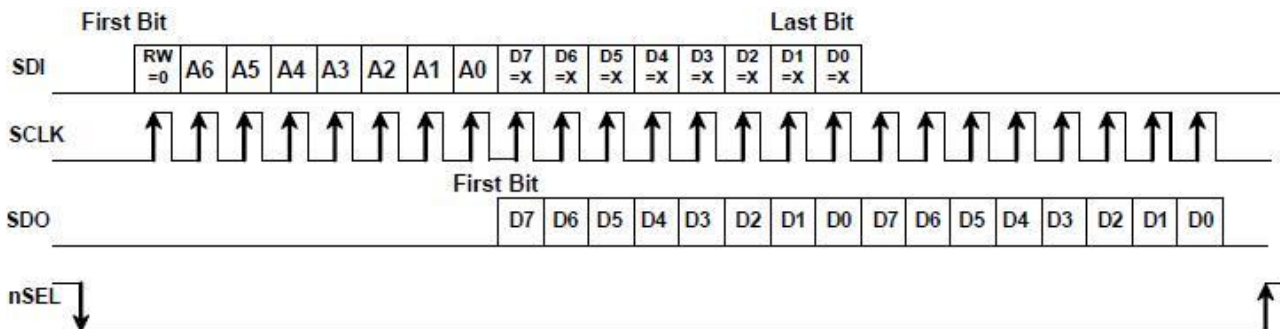 First Bit Last Bit
SDI RW =0 A6 A5 A4 A3 A2 A1 A0 D7 =X D6 =X D5 =X D4 =X D3 =X D2 =X D1 =X D0 =X
SCLK
First Bit
SDO D7 D6 D5 D4 D3 D2 D1 D0 D7 D6 D5 D4 D3 D2 D1 D0
nSEL